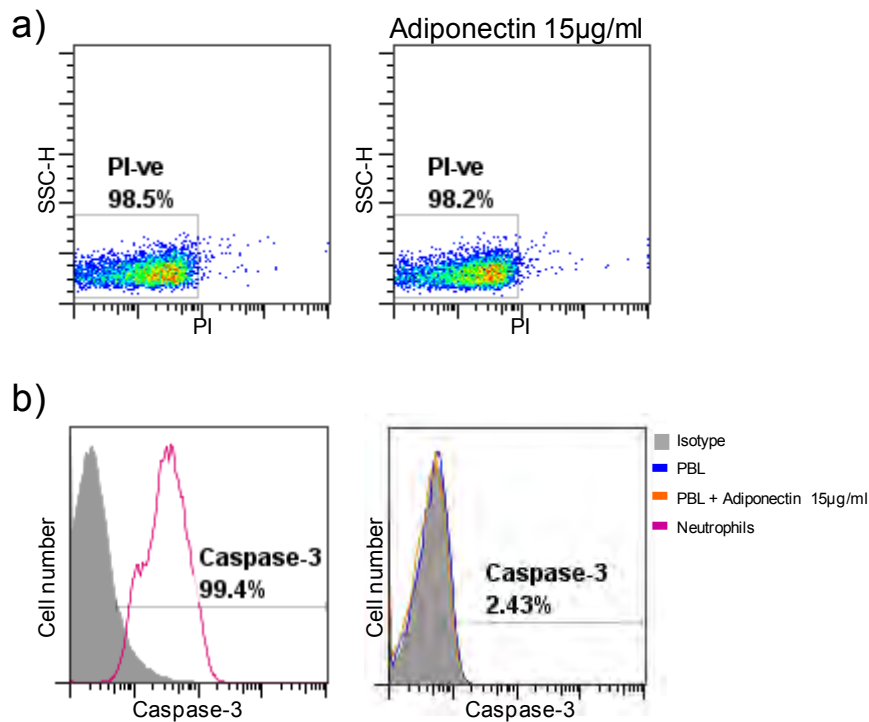 a)
Adiponectin 15µg/ml
SSC-H
PI-ve
98.5%
PI
SSC-H
PI-ve
98.2%
PI
b)
Cell number
Caspase-3
99.4%
Caspase-3
Cell number
Caspase-3
2.43%
Caspase-3
Isotype
PBL
PBL + Adiponectin 15µg/ml
Neutrophils